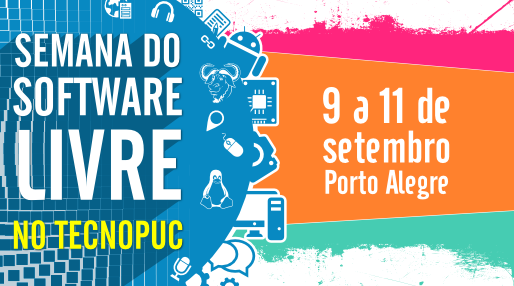 SEMANA DO
SOFTWARE
LIVRE
NO TECNOPUC
9 a 11 de
setembro
Porto Alegre